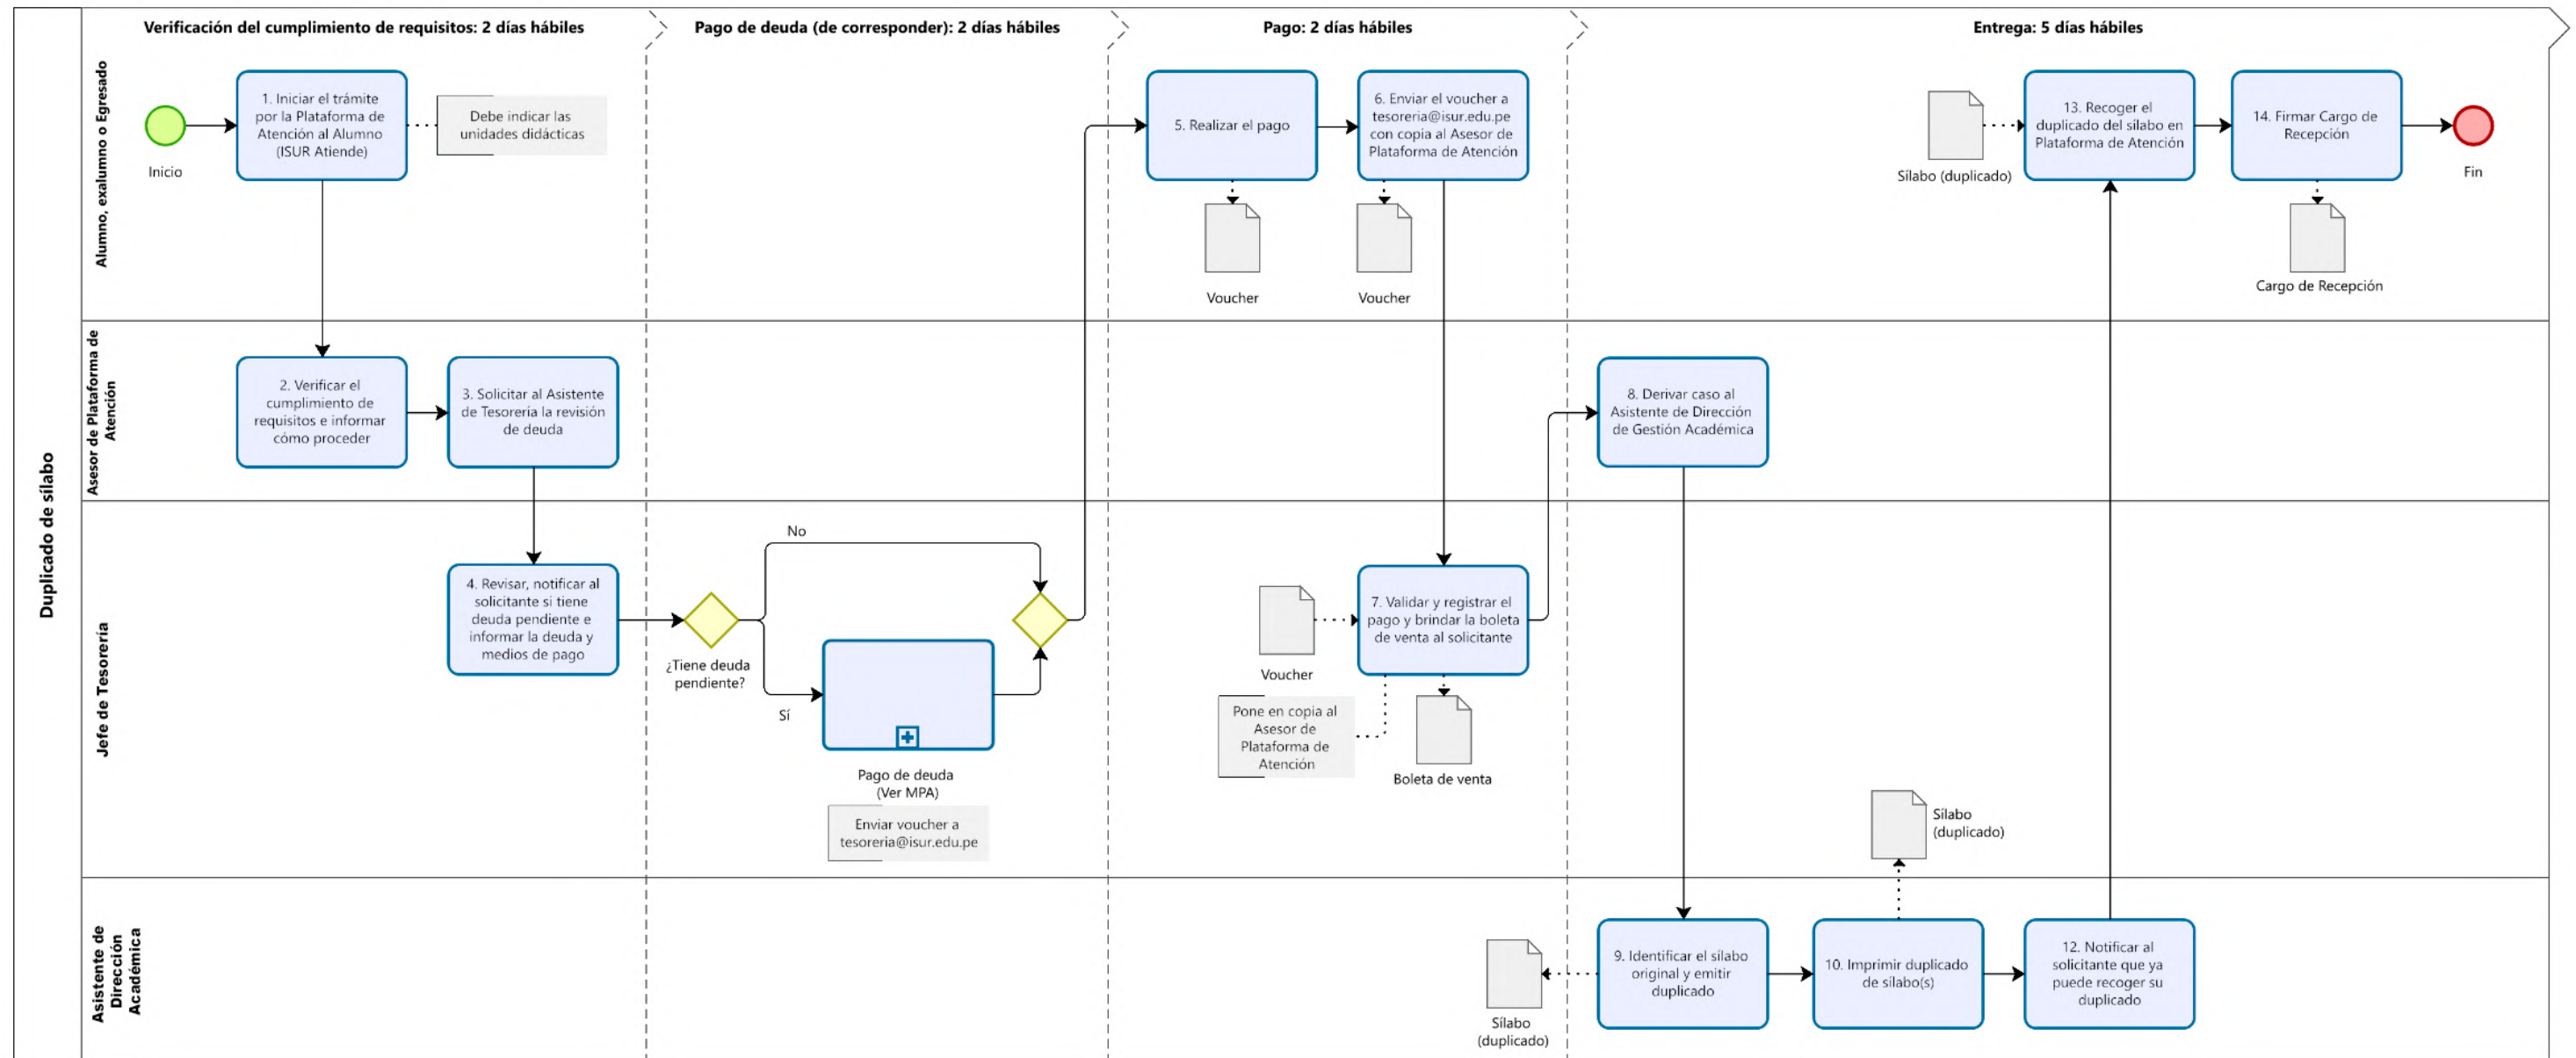 Duplicado de sílabo
Verificación del cumplimiento de requisitos: 2 días hábiles
Pago de deuda (de corresponder): 2 días hábiles
Pago: 2 días hábiles
Entrega: 5 días hábiles
Alumno, exalumno o Egresado
Inicio
1. Iniciar el trámite
por la Plataforma de
Atención al Alumno
(ISUR Atiende)
Debe indicar las
unidades didácticas
5. Realizar el pago
Voucher
6. Enviar el voucher a
tesoreria@isur.edu.pe
con copia al Asesor de
Plataforma de Atención
Voucher
Sílabo (duplicado)
13. Recoger el
duplicado del sílabo en
Plataforma de Atención
14. Firmar Cargo de
Recepción
Cargo de Recepción
Fin
Asesor de Plataforma de
Atención
2. Verificar el
cumplimiento de
requisitos e informar
cómo proceder
3. Solicitar al Asistente
de Tesorería la revisión
de deuda
8. Derivar caso al
Asistente de Dirección
de Gestión Académica
Jefe de Tesorería
4. Revisar, notificar al
solicitante si tiene
deuda pendiente e
informar la deuda y
medios de pago
¿Tiene deuda
pendiente?
No
Sí
Pago de deuda
(Ver MPA)
Enviar voucher a
tesoreria@isur.edu.pe
Voucher
7. Validar y registrar el
pago y brindar la boleta
de venta al solicitante
Pone en copia al
Asesor de
Plataforma de
Atención
Boleta de venta
Sílabo
(duplicado)
Asistente de
Dirección
Académica
Sílabo
(duplicado)
9. Identificar el sílabo
original y emitir
duplicado
10. Imprimir duplicado
de sílabo(s)
12. Notificar al
solicitante que ya
puede recoger su
duplicado